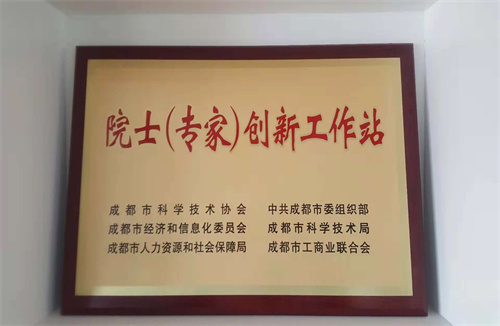 院士(专家)创新工作站
成都市科学技术协会 中共成都市委组织部
成都市经济和信息化委员会 成都市科学技术局
成都市人力资源和社会保障局 成都市工商业联合会